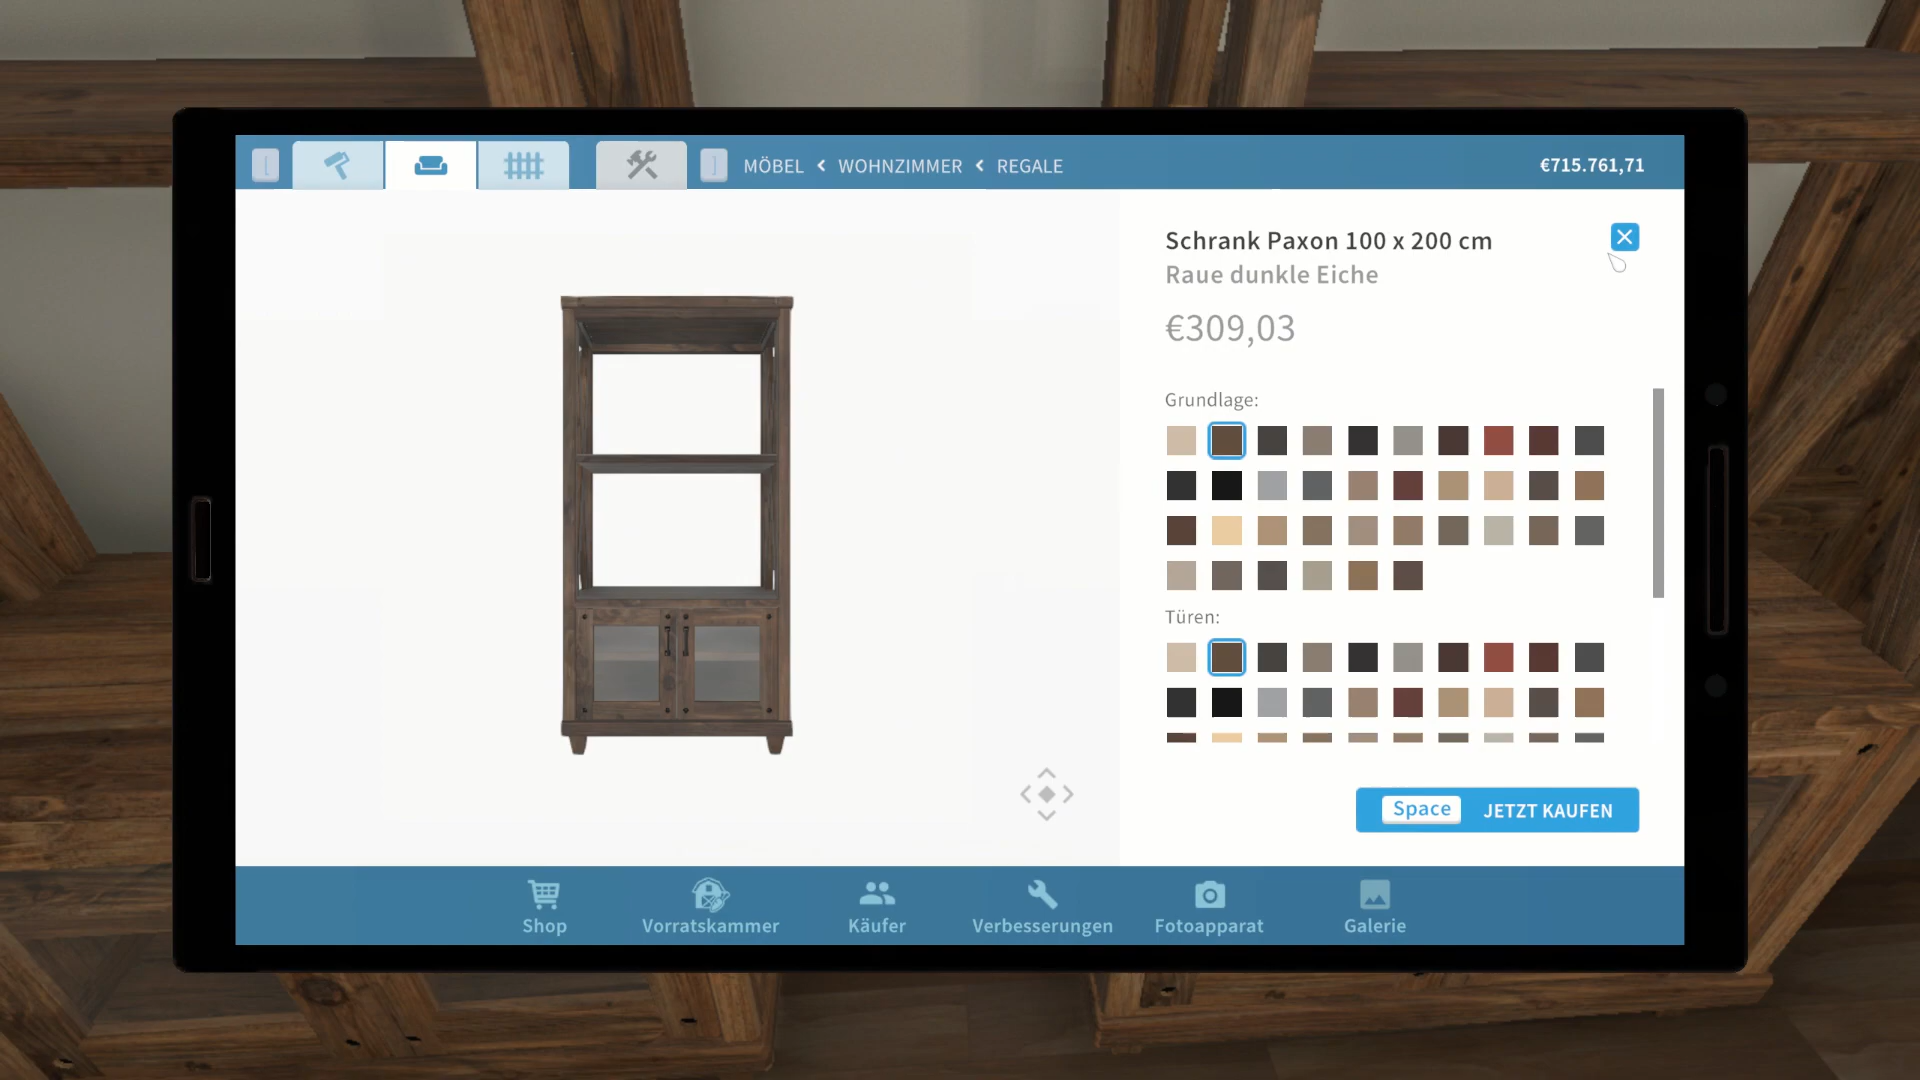 [
]
MÖBEL < WOHNZIMMER < REGALE
€715.761,71
Schrank Paxon 100 x 200 cm
Raue dunkle Eiche
€309,03
Grundlage:
Türen:
Space JETZT KAUFEN
Shop
Vorratskammer
Käufer
Verbesserungen
Fotoapparat
Galerie